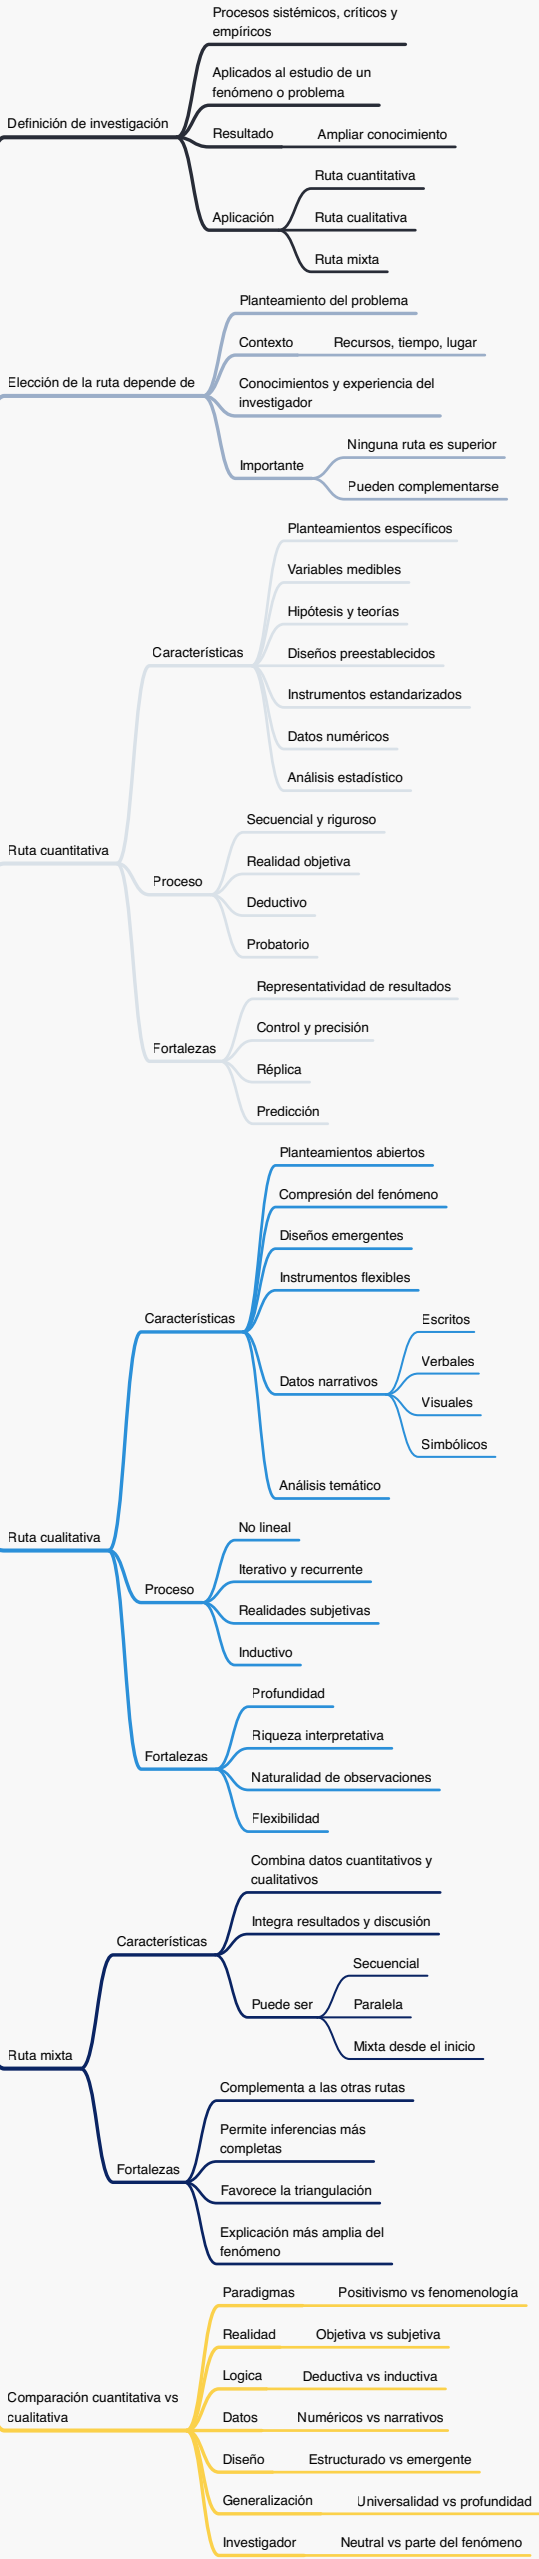 Definición de investigación
Procesos sistémicos, críticos y
empíricos
Aplicados al estudio de un
fenómeno o problema
Resultado
Ampliar conocimiento
Aplicación
Ruta cuantitativa
Ruta cualitativa
Ruta mixta
Elección de la ruta depende de
Planteamiento del problema
Contexto
Recursos, tiempo, lugar
Conocimientos y experiencia del
investigador
Importante
Ninguna ruta es superior
Pueden complementarse
Ruta cuantitativa
Características
Planteamientos específicos
Variables medibles
Hipótesis y teorías
Diseños preestablecidos
Instrumentos estandarizados
Datos numéricos
Análisis estadístico
Proceso
Secuencial y riguroso
Realidad objetiva
Deductivo
Probatorio
Fortalezas
Representatividad de resultados
Control y precisión
Réplica
Predicción
Ruta cualitativa
Características
Planteamientos abiertos
Compresión del fenómeno
Diseños emergentes
Instrumentos flexibles
Datos narrativos
Escritos
Verbales
Visuales
Simbólicos
Análisis temático
Proceso
No lineal
Iterativo y recurrente
Realidades subjetivas
Inductivo
Fortalezas
Profundidad
Riqueza interpretativa
Naturalidad de observaciones
Flexibilidad
Ruta mixta
Características
Combina datos cuantitativos y
cualitativos
Integra resultados y discusión
Puede ser
Secuencial
Paralela
Mixta desde el inicio
Fortalezas
Complementa a las otras rutas
Permite inferencias más
completas
Favorece la triangulación
Explicación más amplia del
fenómeno
Comparación cuantitativa vs
cualitativa
Paradigmas
Positivismo vs fenomenología
Realidad
Objetiva vs subjetiva
Logica
Deductiva vs inductiva
Datos
Numéricos vs narrativos
Diseño
Estructurado vs emergente
Generalización
Universalidad vs profundidad
Investigador
Neutral vs parte del fenómeno